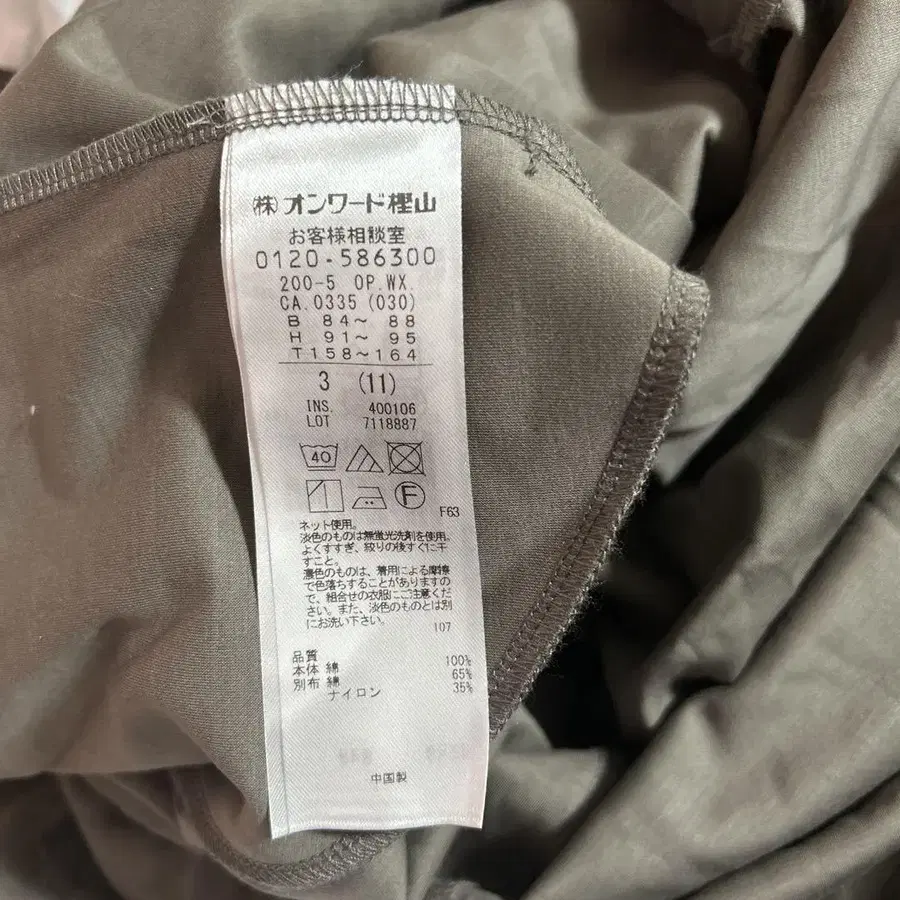 ㈱オンワード樫山
お客様相談室
0120-586300
200-5 OP.WX.
CA.0335 (030)
B 84～ 88
H 91～ 95
T158～164
3 (11)
INS. 400106
LOT 7118887
40
F
F63
ネット使用。
淡色のものは無蛍光洗剤を使用。
よくすすぎ、絞りの後すぐに干
すこと。
濃色のものは、着用による摩擦
で色落ちすることがありますの
で、組合せの衣服にご注意くだ
さい。また、淡色のものとは別
にお洗い下さい。
107
品質
本体 綿 100%
別布 綿 65%
ナイロン 35%
中国製